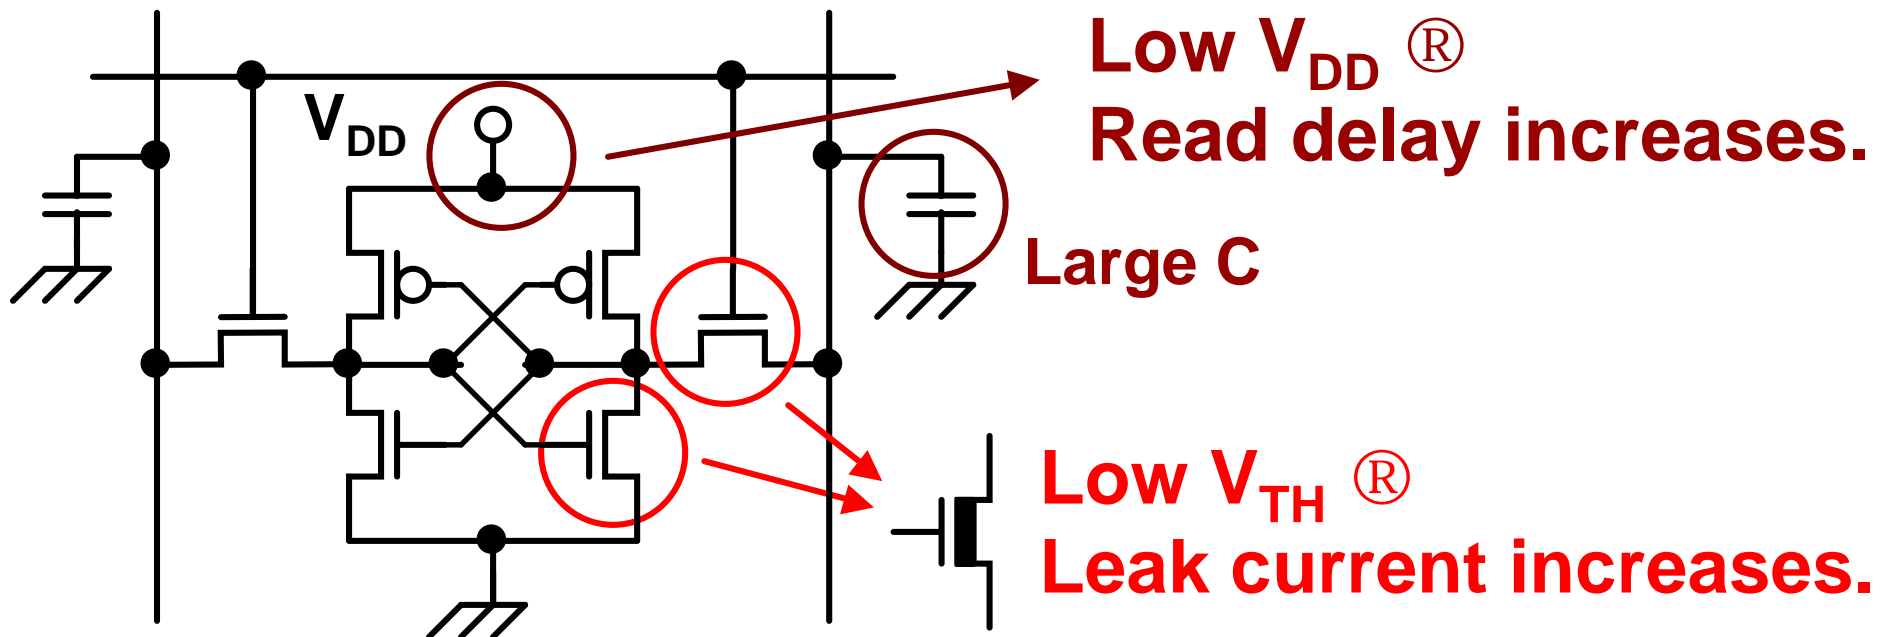 Low VDD ®
Read delay increases.
VDD
Large C
Low VTH ®
Leak current increases.